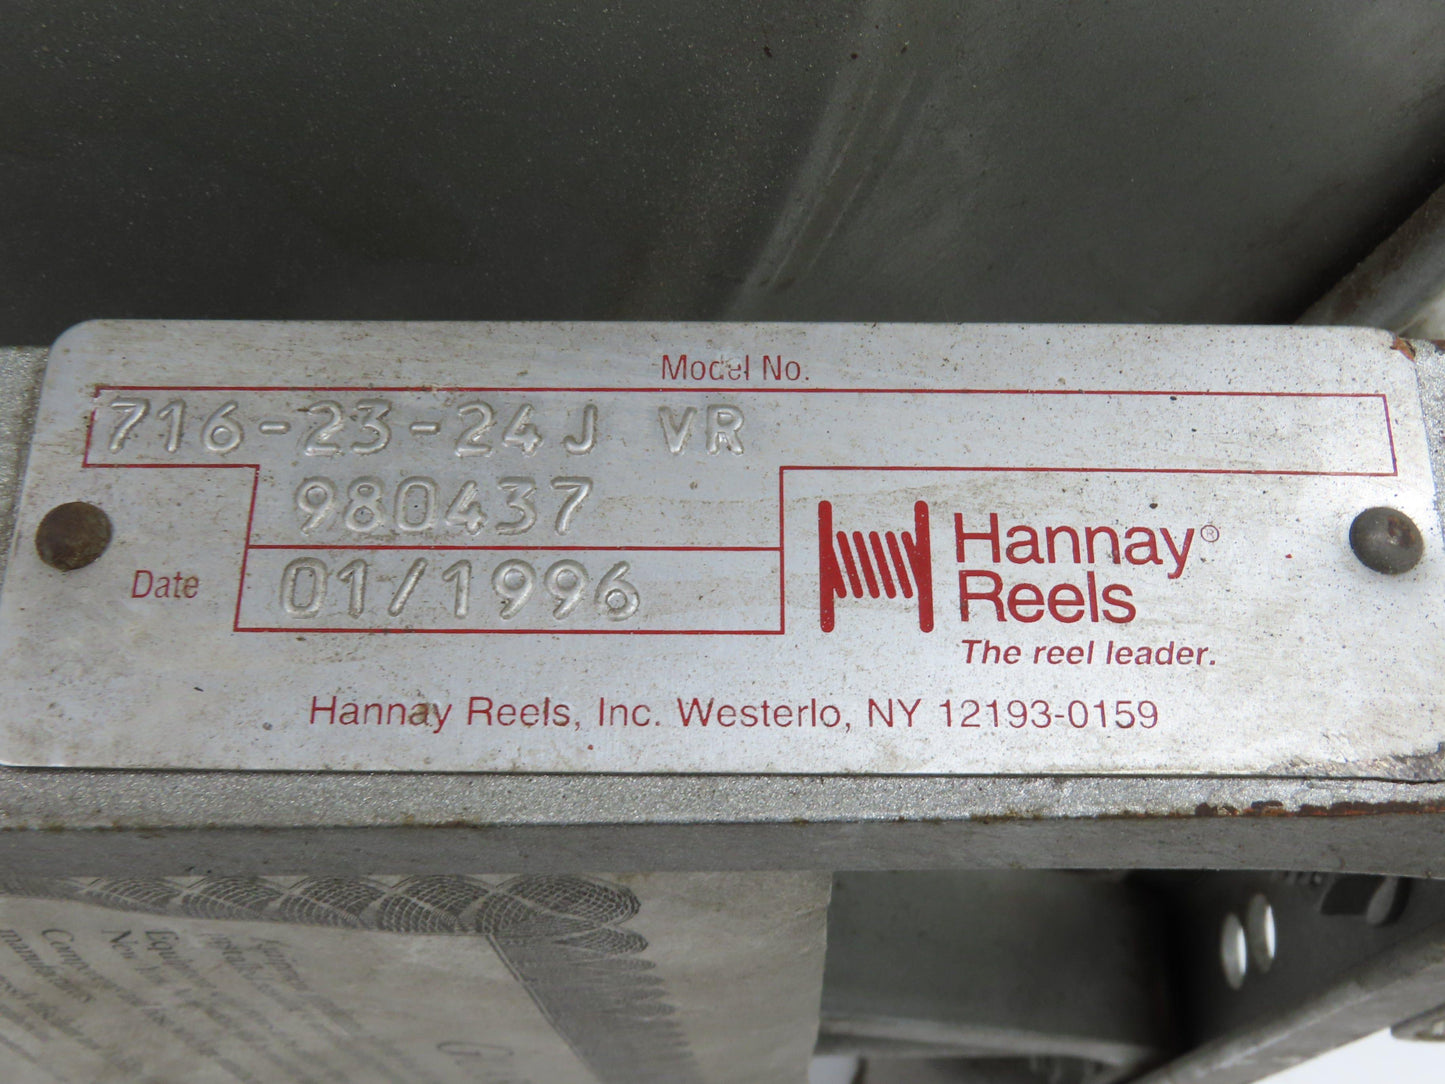 Model No.
716-23-24J VR
980437
Date 01/1996
Hannay®
Reels
The reel leader.
Hannay Reels, Inc. Westerlo, NY 12193-0159